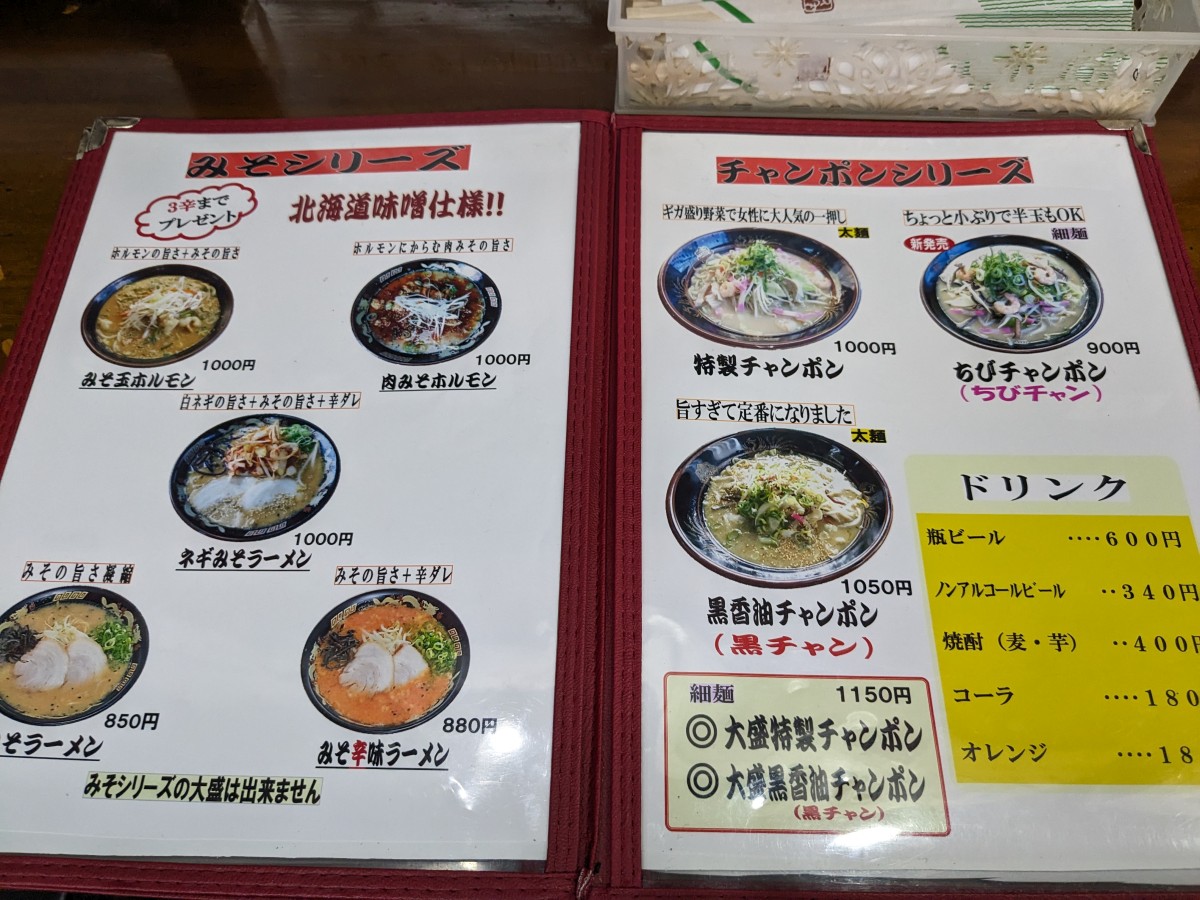 みそシリーズ
3辛まで
プレゼント
北海道味噌仕様!!
ホルモンの旨さ+みその旨さ
1000円
みそ玉ホルモン
ホルモンにからむ肉みその旨さ
1000円
肉みそホルモン
白ネギの旨さ+みその旨さ+辛ダレ
1000円
ネギみそラーメン
みその旨さ凝縮
850円
そラーメン
みその旨さ+辛ダレ
880円
みそ辛味ラーメン
みそシリーズの大盛は出来ません
チャンポンシリーズ
ギガ盛り野菜で女性に大人気の一押し
太麺
1000円
特製チャンポン
ちょっと小ぶりで半玉もOK
新発売
細麺
900円
ちびチャンポン
(ちびチャン)
旨すぎて定番になりました
太麺
1050円
黒香油チャンポン
(黒チャン)
細麺 1150円
◎大盛特製チャンポン
◎大盛黒香油チャンポン
(黒チャン)
ドリンク
瓶ビール ‥‥600円
ノンアルコールビール ‥340円
焼酎（麦・芋） ‥400円
コーラ ‥‥180
オレンジ ‥‥18